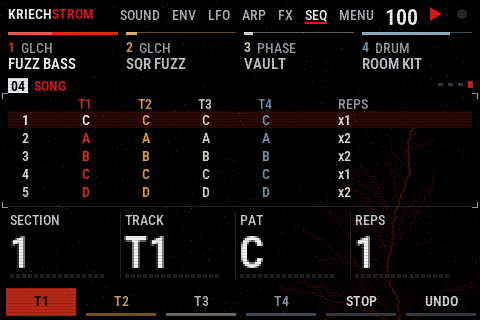 KRIECHSTROM SOUND ENV LFO ARP FX SEQ MENU 100
1 GLCH 2 GLCH 3 PHASE 4 DRUM
FUZZ BASS SQR FUZZ VAULT ROOM KIT
04 SONG
T1 T2 T3 T4 REPS
1 C C C C x1
2 A A A A x2
3 B B B B x2
4 C C C C x1
5 D D D D x2
SECTION TRACK PAT REPS
1 T1 C 1
T1 T2 T3 T4 STOP UNDO